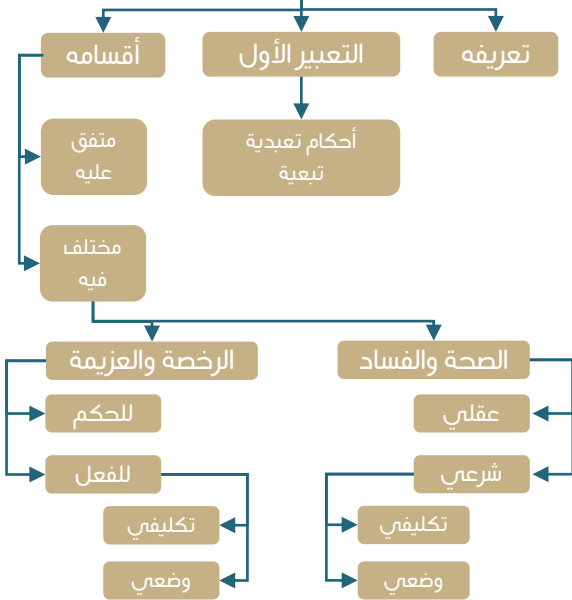 تعريفه
التعبير الأول
أقسامه
أحكام تعبدية
تبعية
متفق
عليه
مختلف
فيه
الصحة والفساد
الرخصة والعزيمة
عقلي
للحكم
شرعي
للفعل
تكليفي
تكليفي
وضعي
وضعي